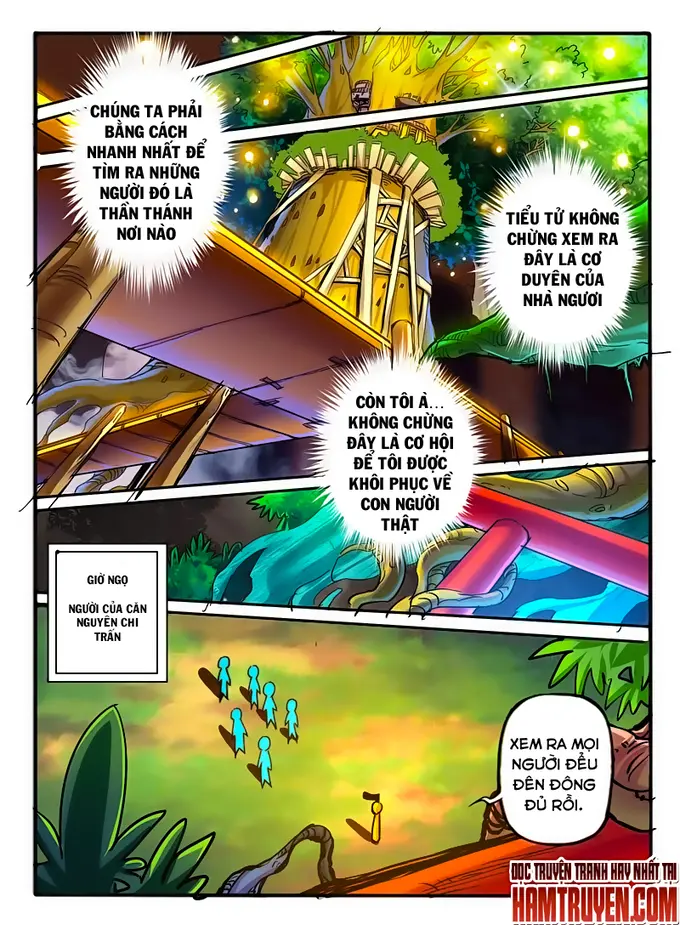 CHÚNG TA PHẢI
BẰNG CÁCH
NHANH NHẤT ĐỂ
TÌM RA NHỮNG
NGƯỜI ĐÓ LÀ
THẦN THÁNH
NƠI NÀO
TIỂU TỬ KHÔNG
CHỪNG XEM RA
ĐÂY LÀ CƠ
DUYÊN CỦA
NHÀ NGƯƠI
CÒN TÔI À...
KHÔNG CHỪNG
ĐÂY LÀ CƠ HỘI
ĐỂ TÔI ĐƯỢC
KHÔI PHỤC VỀ
CON NGƯỜI
THẬT
GIỜ NGỌ
NGƯỜI CỦA CĂN
NGUYÊN CHI
TRẤN
XEM RA MỌI
NGƯỜI ĐỂU
ĐÊN ĐÔNG
ĐỦ RỒI.
ĐỌC TRUYỆN TRANH HAY NHẤT TẠI
HAMTRUYEN.COM